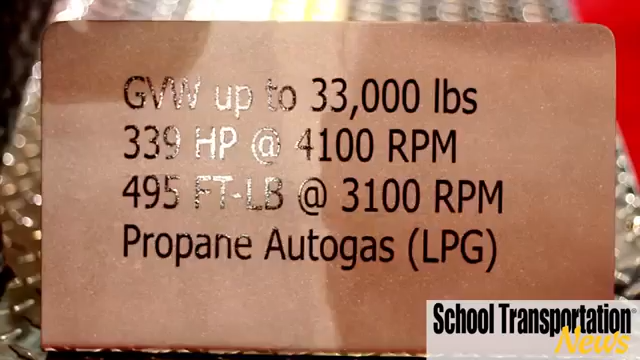 GVW up to 33,000 lbs
339 HP @ 4100 RPM
495 FT-LB @ 3100 RPM
Propane Autogas (LPG)
School Transportation
News